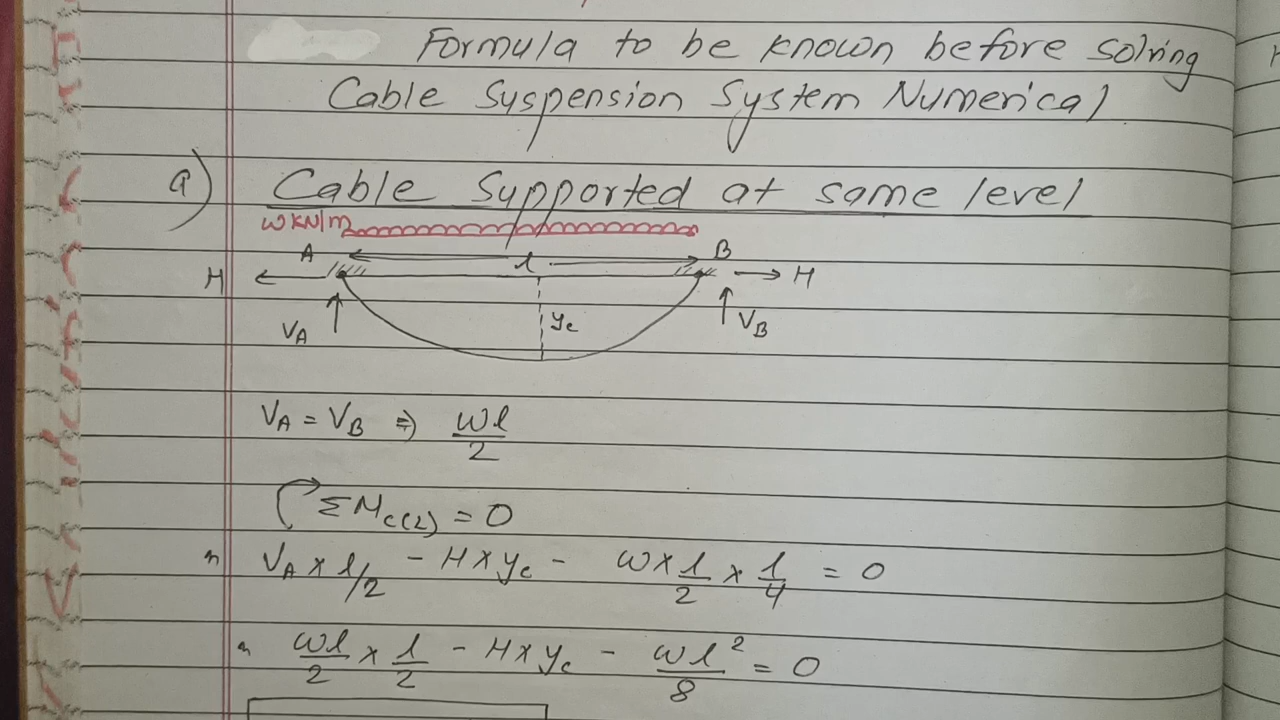 Formula to be known before solving
Cable Suspension System Numerical
a) Cable Supported at same level
w kN/m
A l B
H H
yc
VA VB
VA = VB ⇒ wl/2
ΣMc(L) = 0
VA × l/2 - H × yc - w × l/2 × l/4 = 0
wl/2 × l/2 - H × yc - wl²/8 = 0